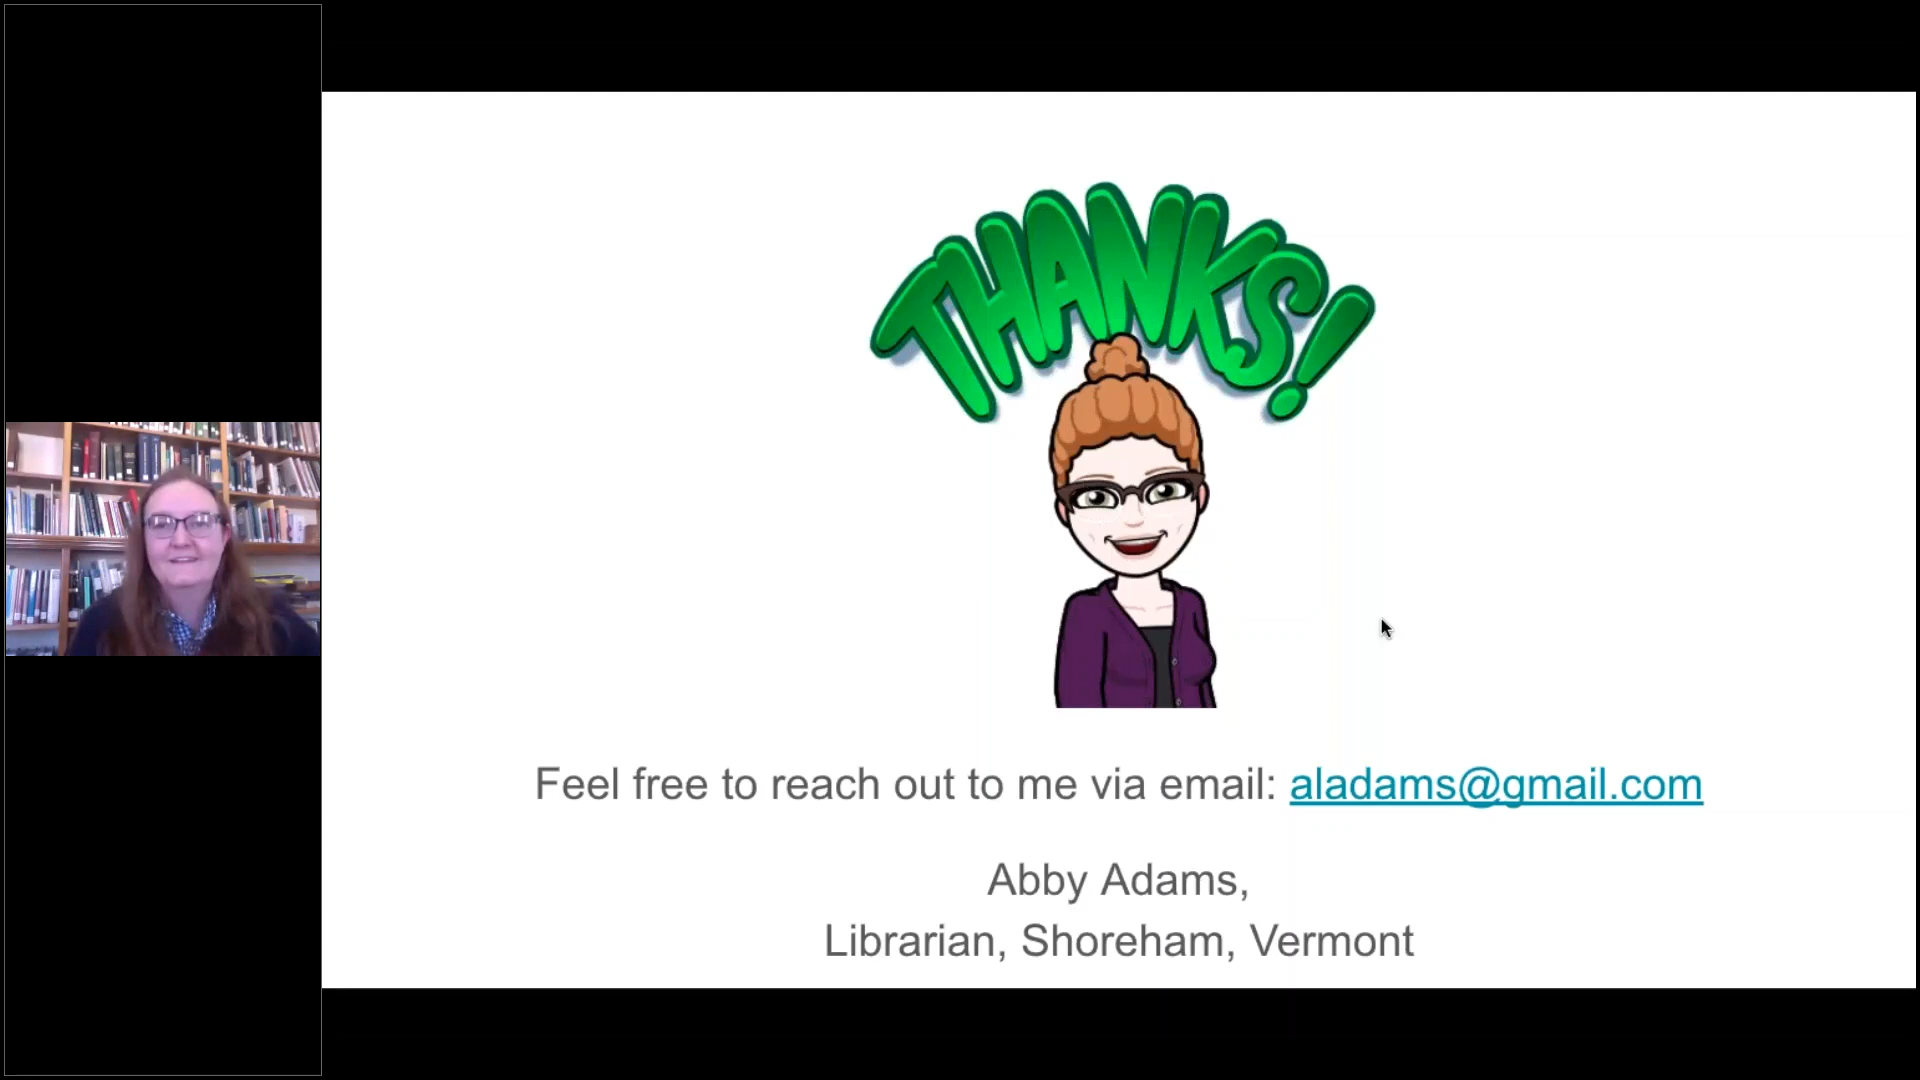 THANKS!
Feel free to reach out to me via email: aladams@gmail.com
Abby Adams,
Librarian, Shoreham, Vermont